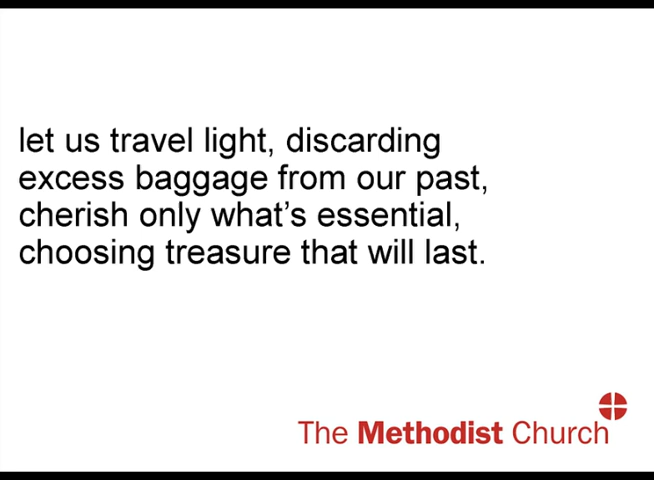 let us travel light, discarding
excess baggage from our past,
cherish only what’s essential,
choosing treasure that will last.
The Methodist Church